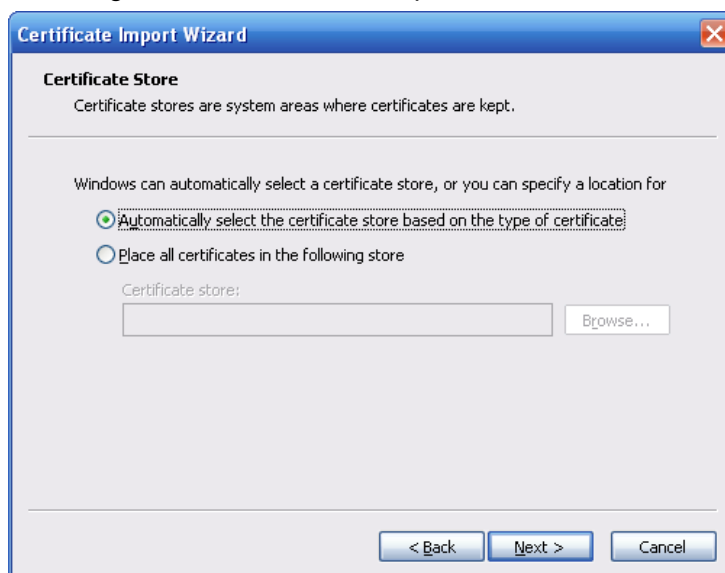 Certificate Import Wizard
Certificate Store
Certificate stores are system areas where certificates are kept.
Windows can automatically select a certificate store, or you can specify a location for
Automatically select the certificate store based on the type of certificate
Place all certificates in the following store
Certificate store:
Browse...
< Back Next > Cancel